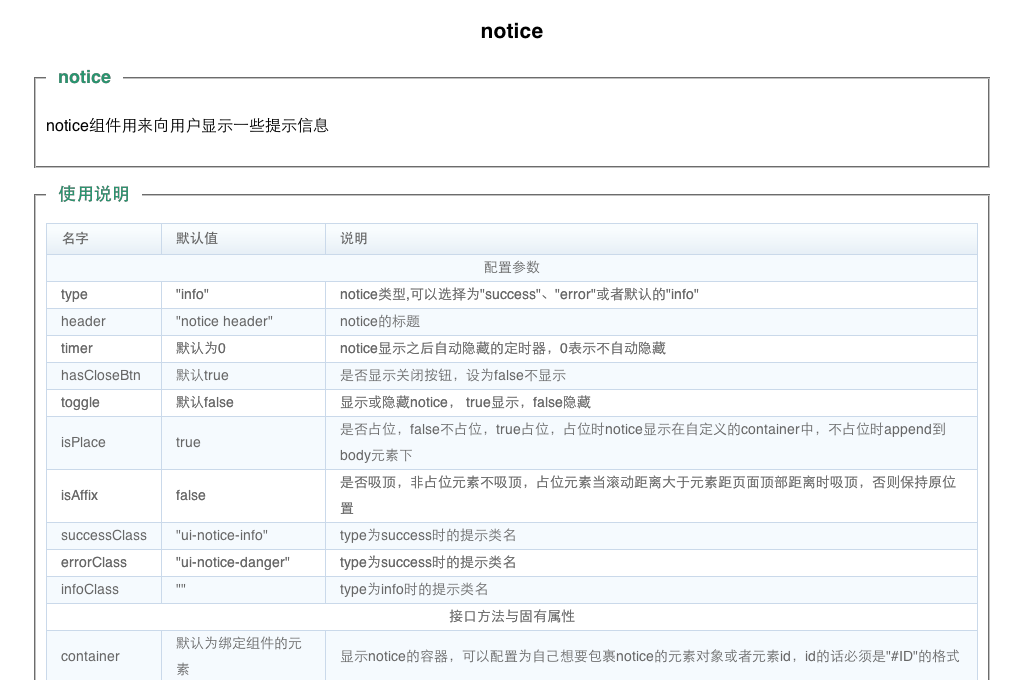 notice
notice
notice组件用来向用户显示一些提示信息
使用说明
名字 默认值 说明
配置参数
type "info" notice类型,可以选择为"success"、"error"或者默认的"info"
header "notice header" notice的标题
timer 默认为0 notice显示之后自动隐藏的定时器，0表示不自动隐藏
hasCloseBtn 默认true 是否显示关闭按钮，设为false不显示
toggle 默认false 显示或隐藏notice， true显示，false隐藏
isPlace true 是否占位，false不占位，true占位，占位时notice显示在自定义的container中，不占位时append到
body元素下
isAffix false 是否吸顶，非占位元素不吸顶，占位元素当滚动距离大于元素距页面顶部距离时吸顶，否则保持原位
置
successClass "ui-notice-info" type为success时的提示类名
errorClass "ui-notice-danger" type为success时的提示类名
infoClass "" type为info时的提示类名
接口方法与固有属性
container 默认为绑定组件的元
素 显示notice的容器，可以配置为自己想要包裹notice的元素对象或者元素id，id的话必须是"#ID"的格式